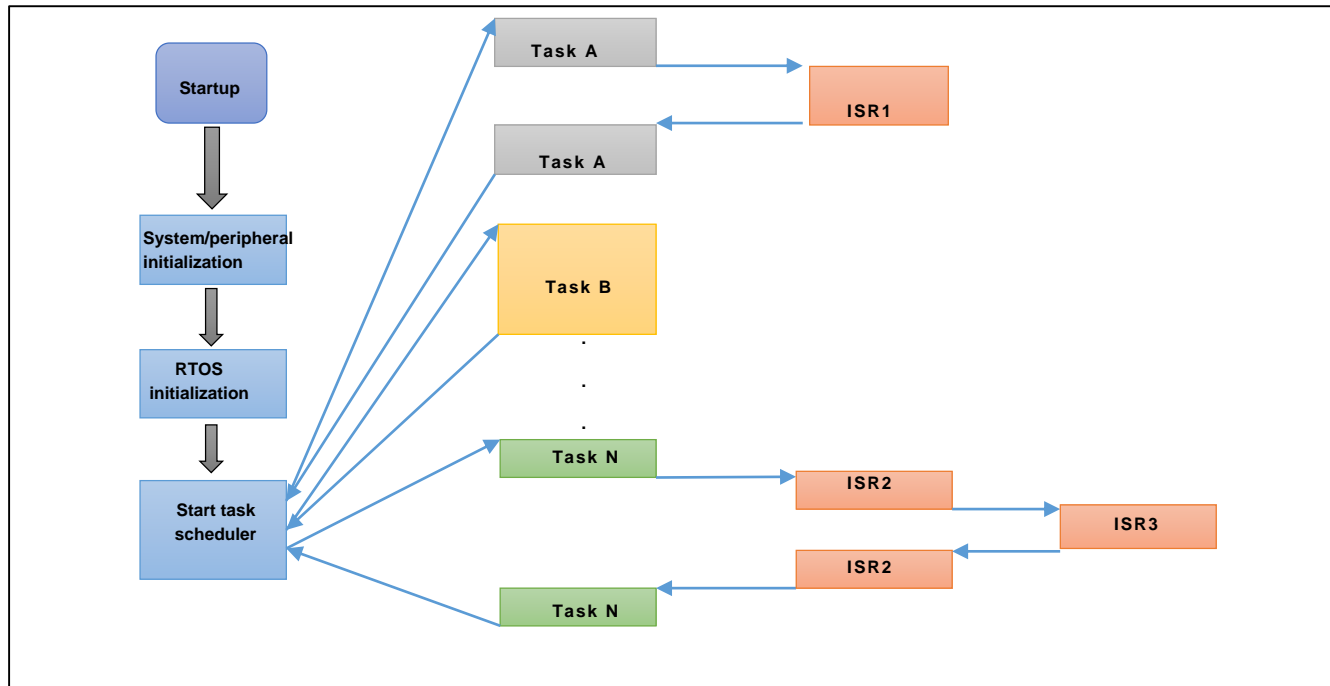 Startup
System/peripheral
initialization
RTOS
initialization
Start task
scheduler
Task A
ISR1
Task A
Task B
.
.
.
Task N
ISR2
ISR3
ISR2
Task N